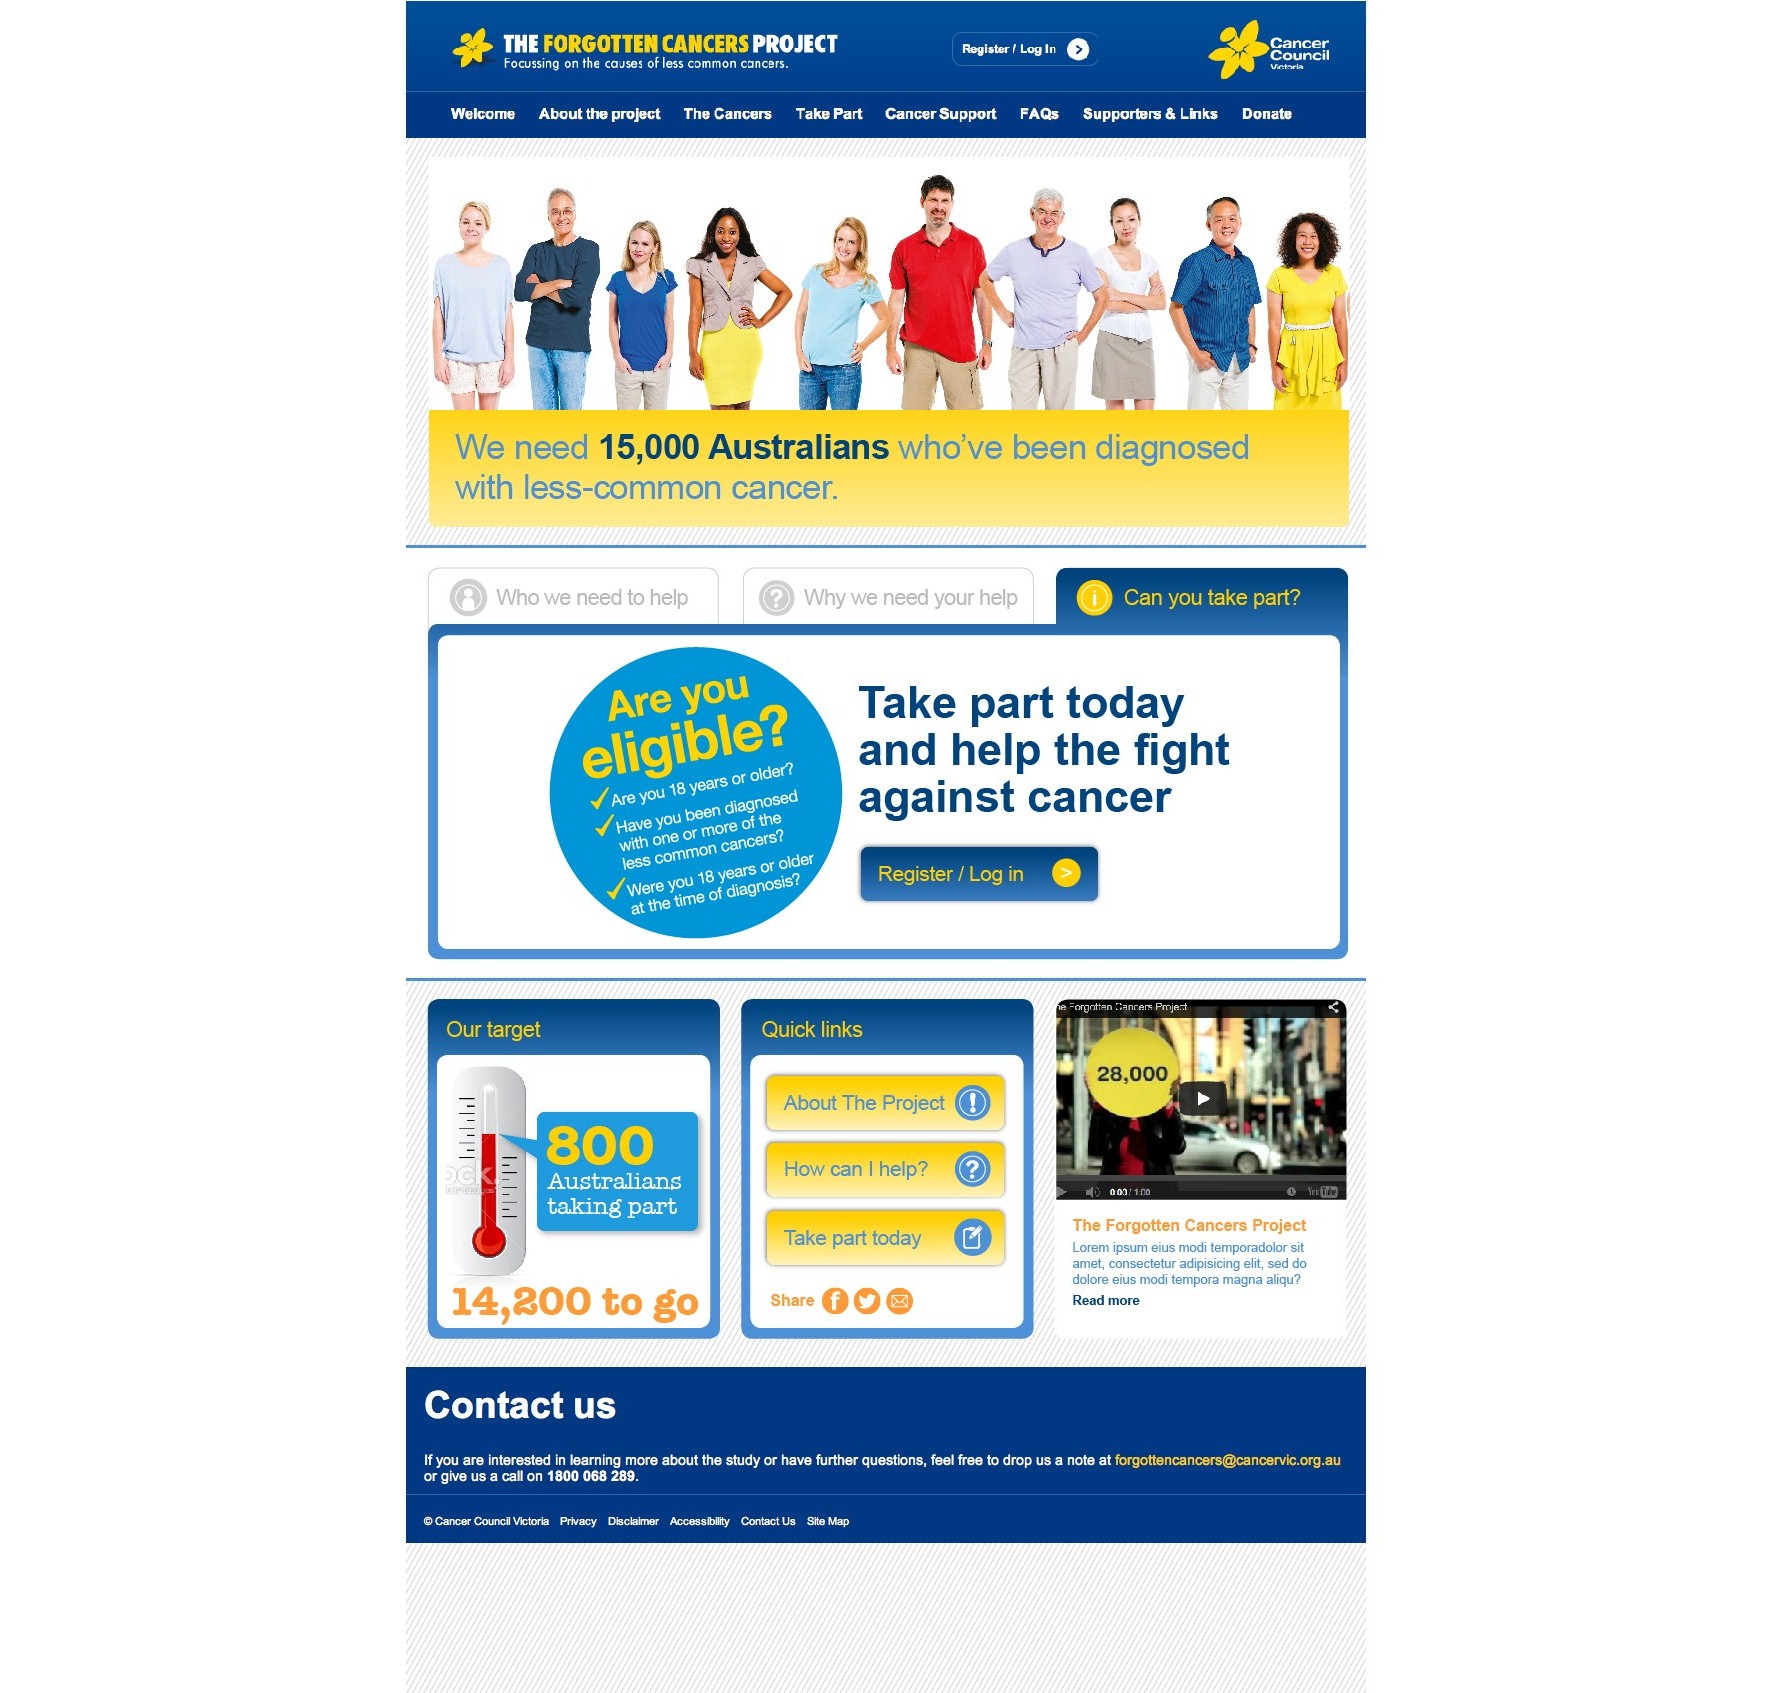 THE FORGOTTEN CANCERS PROJECT
Focussing on the causes of less common cancers.
Register / Log In
Cancer
Council
Victoria
Welcome
About the project
The Cancers
Take Part
Cancer Support
FAQs
Supporters & Links
Donate
We need 15,000 Australians who've been diagnosed
with less-common cancer.
Who we need to help
Why we need your help
Can you take part?
Are you
eligible?
Are you 18 years or older?
Have you been diagnosed
with one or more of the
less common cancers?
Were you 18 years or older
at the time of diagnosis?
Take part today
and help the fight
against cancer
Register / Log in
Our target
800
Australians
taking part
14,200 to go
Quick links
About The Project
How can I help?
Take part today
Share
he Forgotten Cancers Project
28,000
0:00 / 1:00
YouTube
The Forgotten Cancers Project
Lorem ipsum eius modi temporadolor sit
amet, consectetur adipisicing elit, sed do
dolore eius modi tempora magna aliqu?
Read more
Contact us
If you are interested in learning more about the study or have further questions, feel free to drop us a note at forgottencancers@cancervic.org.au
or give us a call on 1800 068 289.
© Cancer Council Victoria Privacy Disclaimer Accessibility Contact Us Site Map